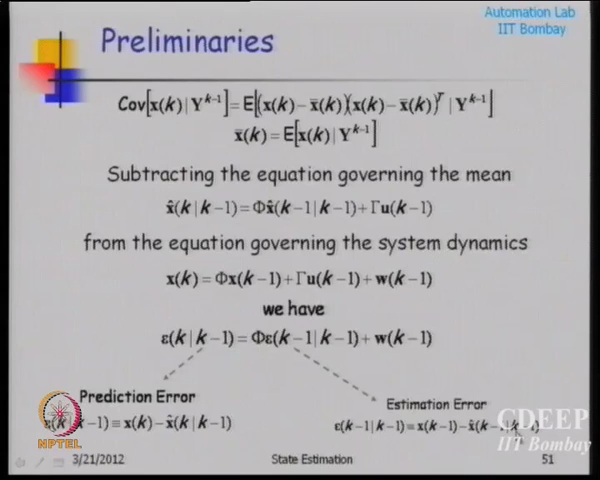 Automation Lab
IIT Bombay
Preliminaries
Cov[x(k) | Y^{k-1}] = E[(x(k) − x̄(k))(x(k) − x̄(k))^T | Y^{k-1}]
x̄(k) = E[x(k) | Y^{k-1}]
Subtracting the equation governing the mean
x̂(k | k−1) = Φx̂(k−1 | k−1) + Γu(k−1)
from the equation governing the system dynamics
x(k) = Φx(k−1) + Γu(k−1) + w(k−1)
we have
ε(k | k−1) = Φε(k−1 | k−1) + w(k−1)
Prediction Error
ε(k | k−1) ≡ x(k) − x̂(k | k−1)
Estimation Error
ε(k−1 | k−1) ≡ x(k−1) − x̂(k−1 | k−1)
NPTEL
CDEEP
IIT Bombay
3/21/2012
State Estimation
51